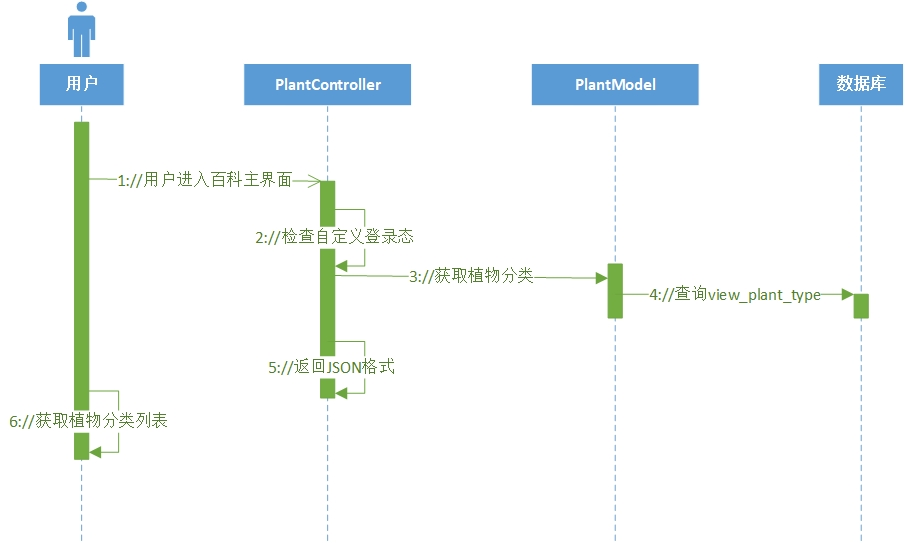 用户
PlantController
PlantModel
数据库
1://用户进入百科主界面
2://检查自定义登录态
3://获取植物分类
4://查询view_plant_type
5://返回JSON格式
6://获取植物分类列表